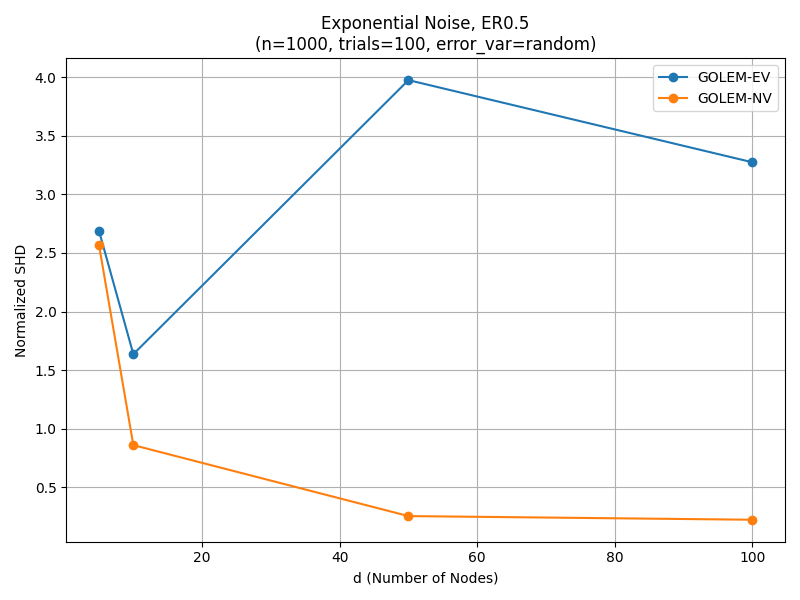 Exponential Noise, ER0.5
(n=1000, trials=100, error_var=random)
GOLEM-EV
GOLEM-NV
Normalized SHD
4.0
3.5
3.0
2.5
2.0
1.5
1.0
0.5
20
40
60
80
100
d (Number of Nodes)